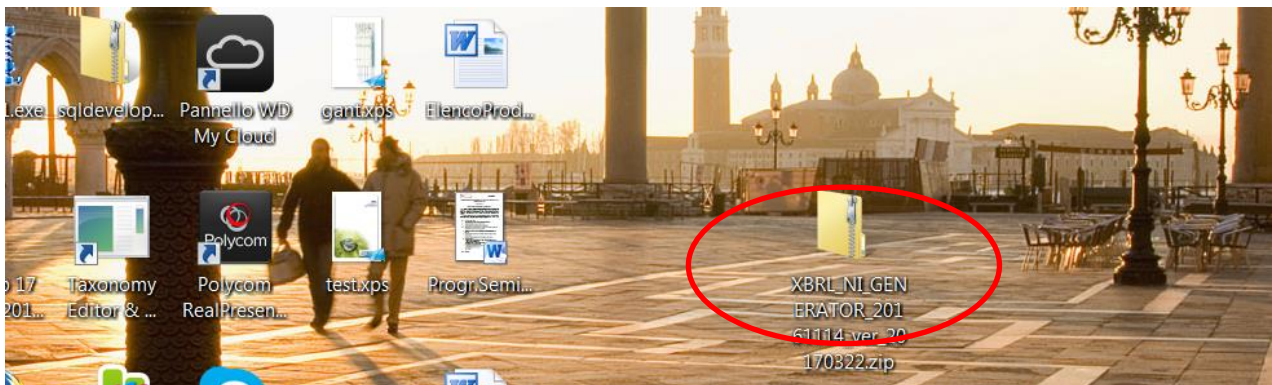 1.exe
sqldevelop...
Pannello WD
My Cloud
gant.xps
ElencoProd...
17
201...
Taxonomy
Editor & ...
Polycom
Polycom
RealPresen...
test.xps
Progr.Semi...
XBRL_NI_GEN
ERATOR_201
61114_ver_20
170322.zip